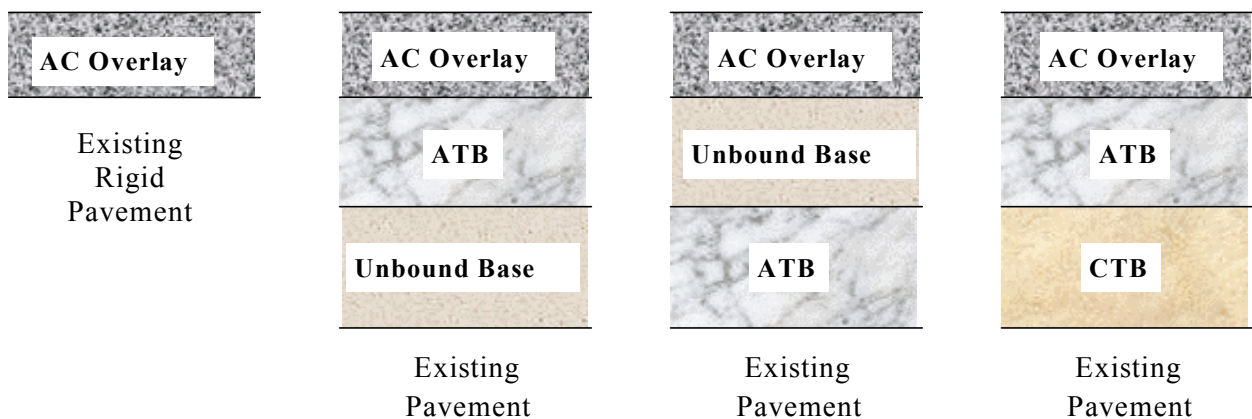 AC Overlay
Existing
Rigid
Pavement
AC Overlay
ATB
Unbound Base
Existing
Pavement
AC Overlay
Unbound Base
ATB
Existing
Pavement
AC Overlay
ATB
CTB
Existing
Pavement